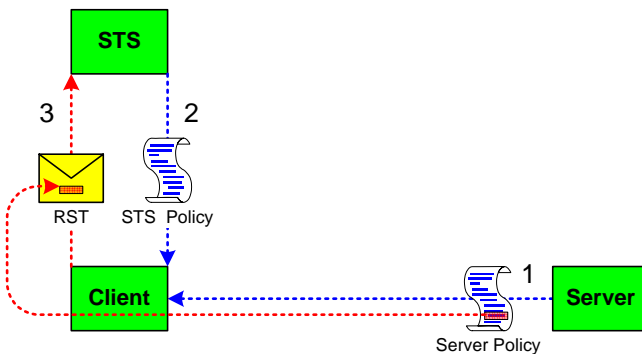 STS
3
2
RST
STS Policy
1
Client
Server
Server Policy